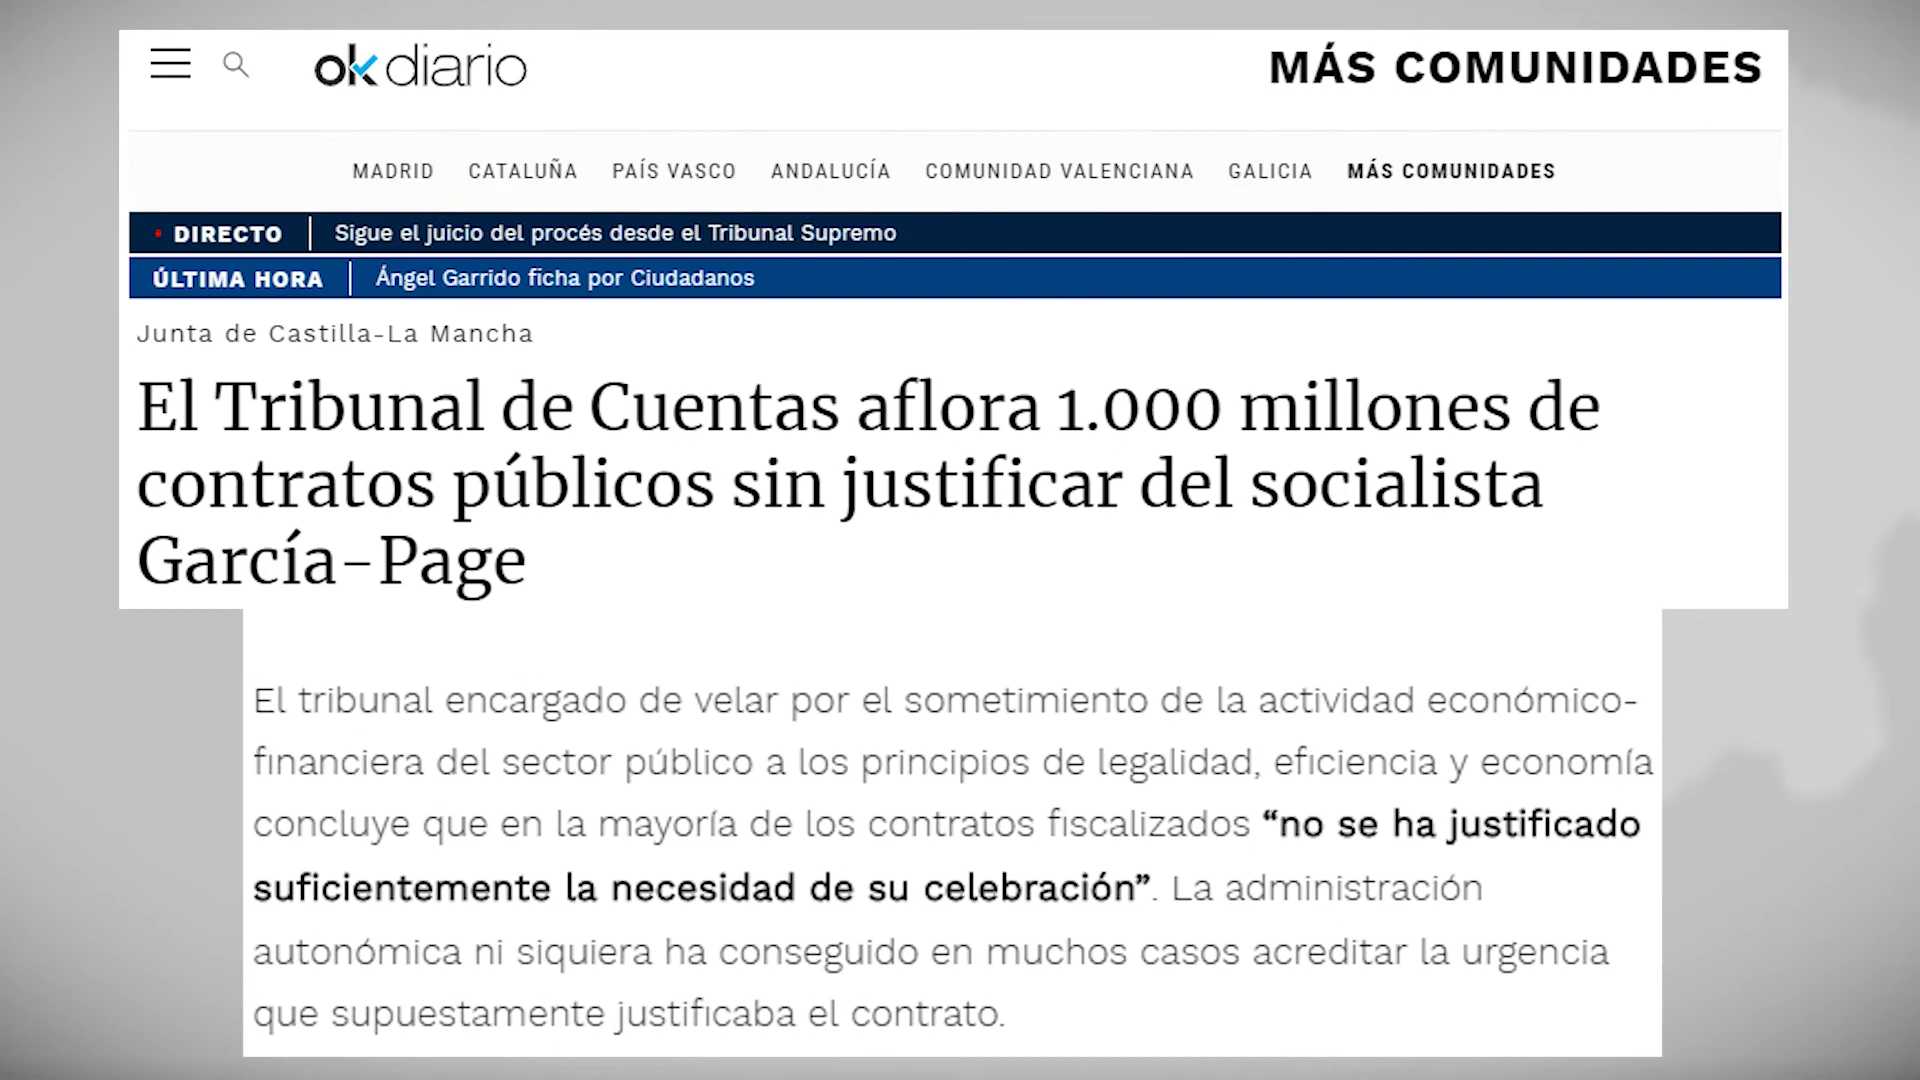 okdiario
MÁS COMUNIDADES
MADRID CATALUÑA PAÍS VASCO ANDALUCÍA COMUNIDAD VALENCIANA GALICIA MÁS COMUNIDADES
DIRECTO Sigue el juicio del procés desde el Tribunal Supremo
ÚLTIMA HORA Ángel Garrido ficha por Ciudadanos
Junta de Castilla-La Mancha
El Tribunal de Cuentas aflora 1.000 millones de
contratos públicos sin justificar del socialista
García-Page
El tribunal encargado de velar por el sometimiento de la actividad económico-
financiera del sector público a los principios de legalidad, eficiencia y economía
concluye que en la mayoría de los contratos fiscalizados “no se ha justificado
suficientemente la necesidad de su celebración”. La administración
autonómica ni siquiera ha conseguido en muchos casos acreditar la urgencia
que supuestamente justificaba el contrato.